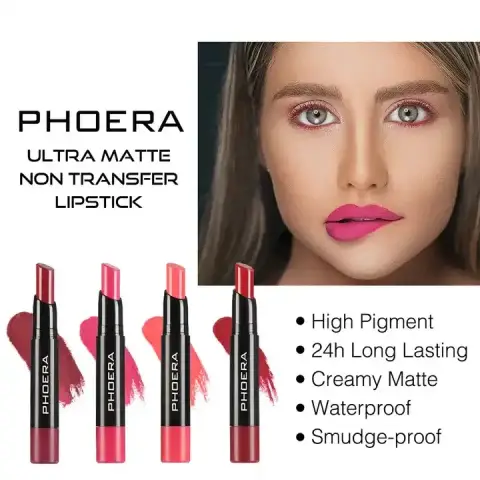 PHOERA
ULTRA MATTE
NON TRANSFER
LIPSTICK
PHOERA
PHOERA
PHOERA
PHOERA
• High Pigment
• 24h Long Lasting
• Creamy Matte
• Waterproof
• Smudge-proof